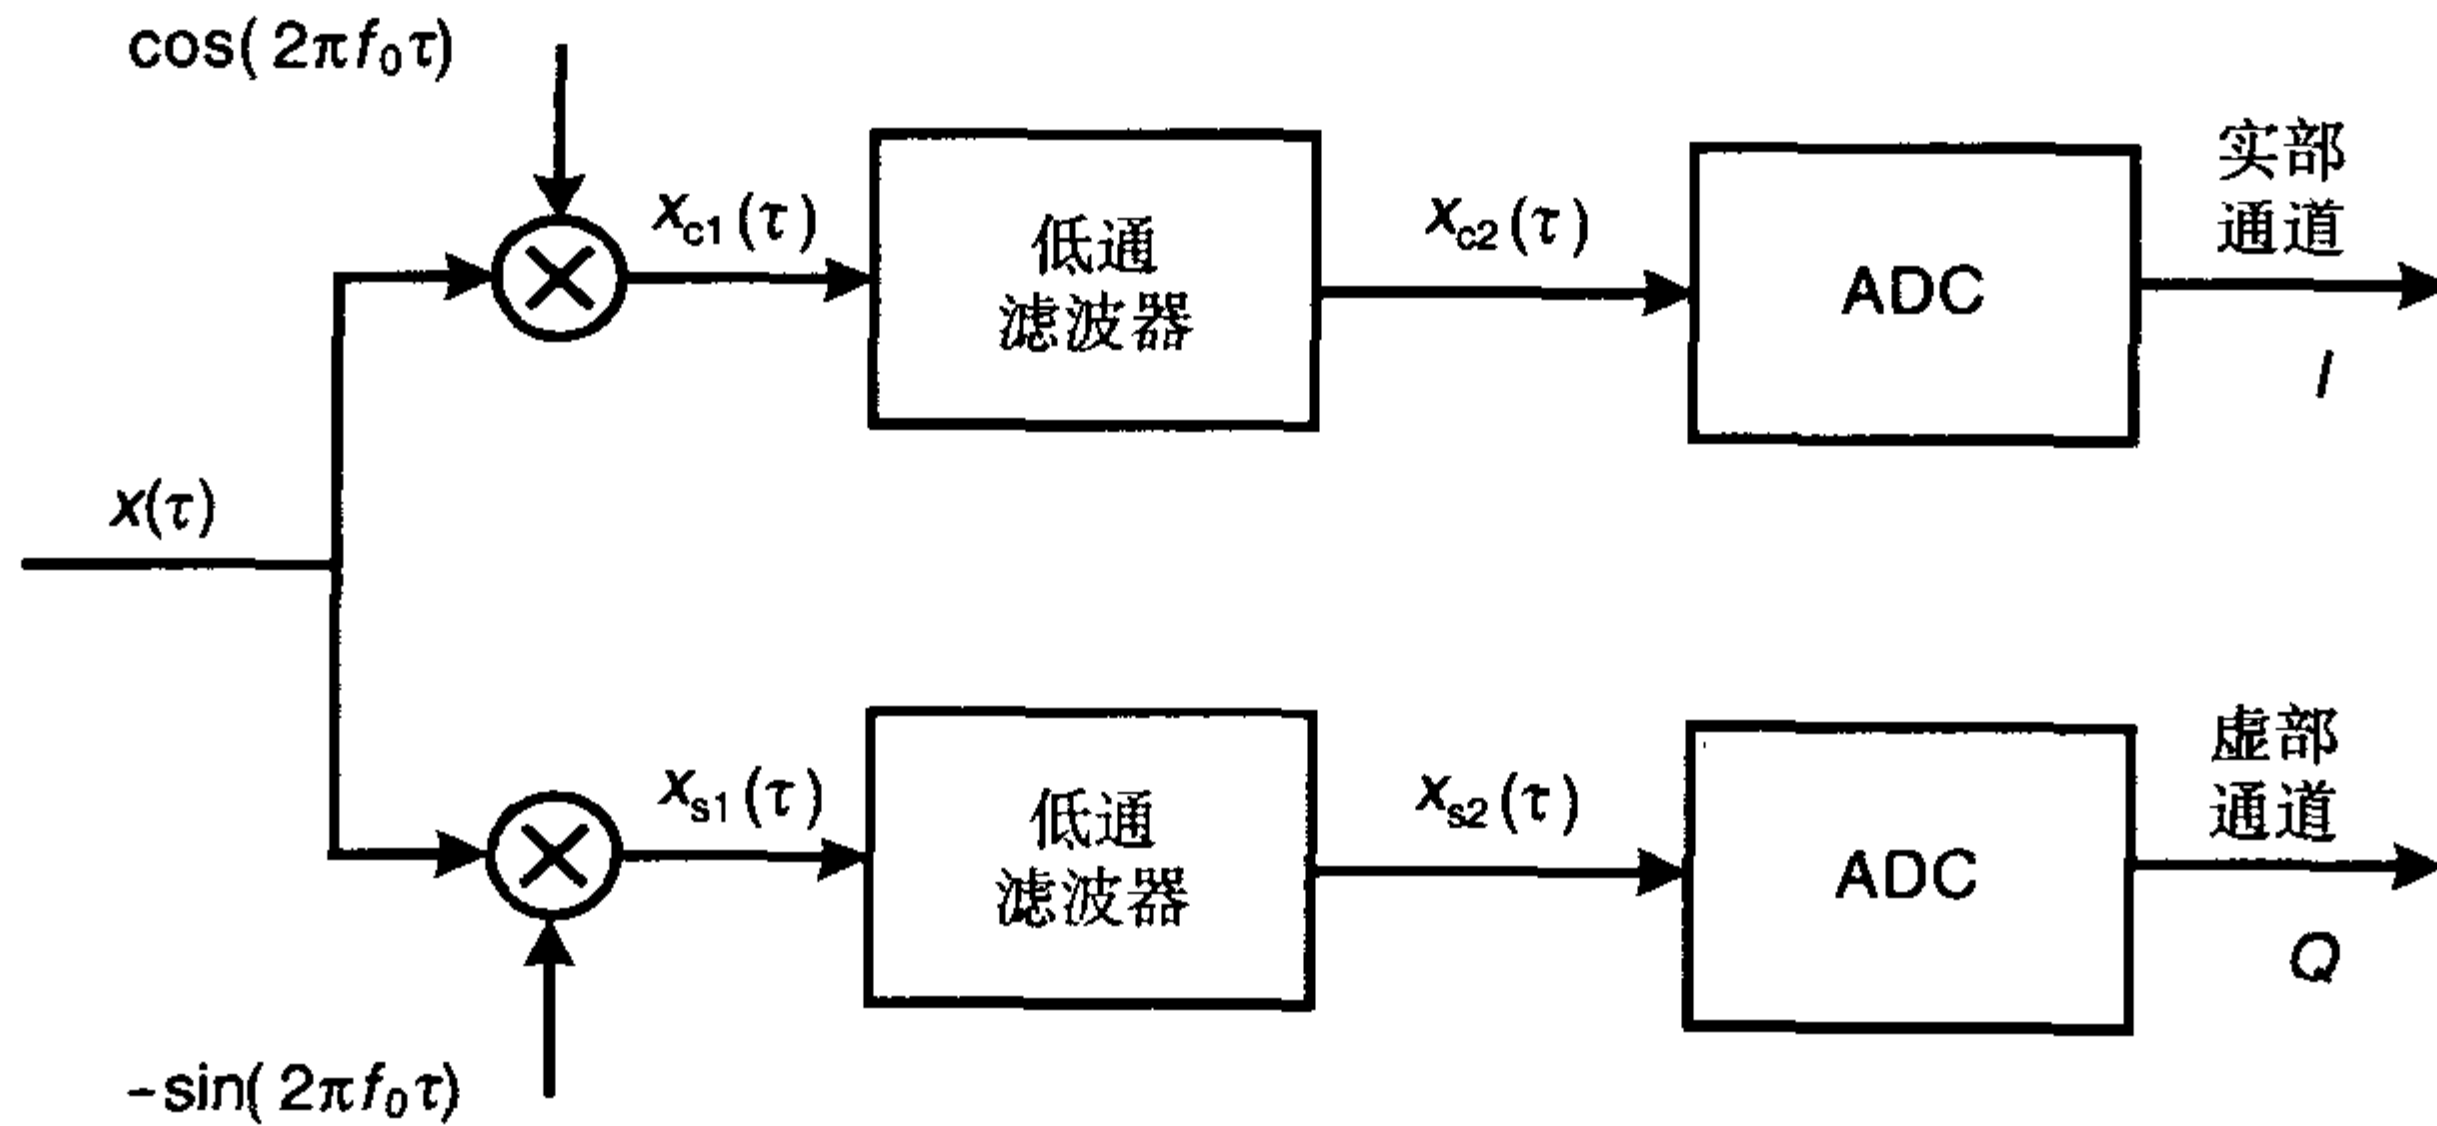 cos(2πf₀τ)
x_c1(τ)
低通
滤波器
x_c2(τ)
ADC
实部
通道
I
x(τ)
x_s1(τ)
低通
滤波器
x_s2(τ)
ADC
虚部
通道
Q
-sin(2πf₀τ)